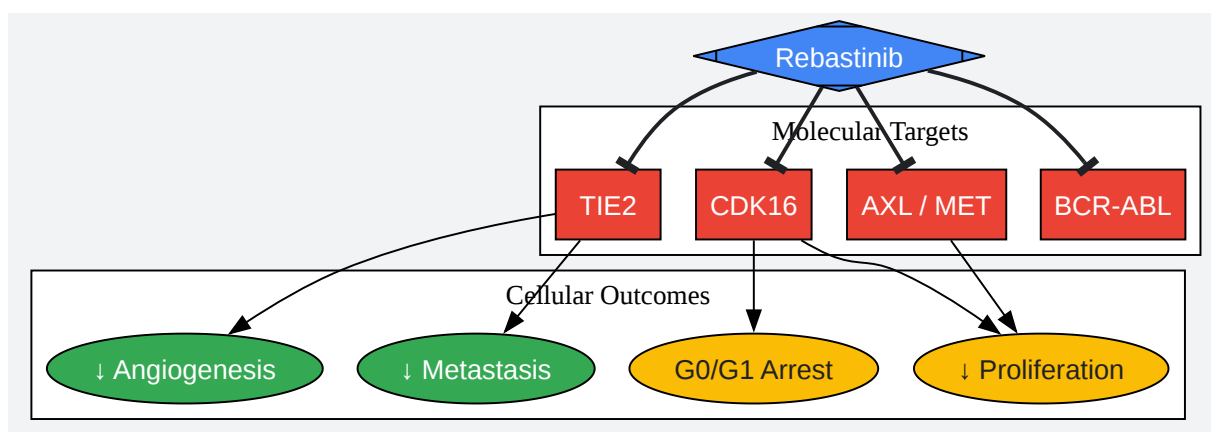 Rebastinib
Molecular Targets
TIE2
CDK16
AXL / MET
BCR-ABL
Cellular Outcomes
↓ Angiogenesis
↓ Metastasis
G0/G1 Arrest
↓ Proliferation